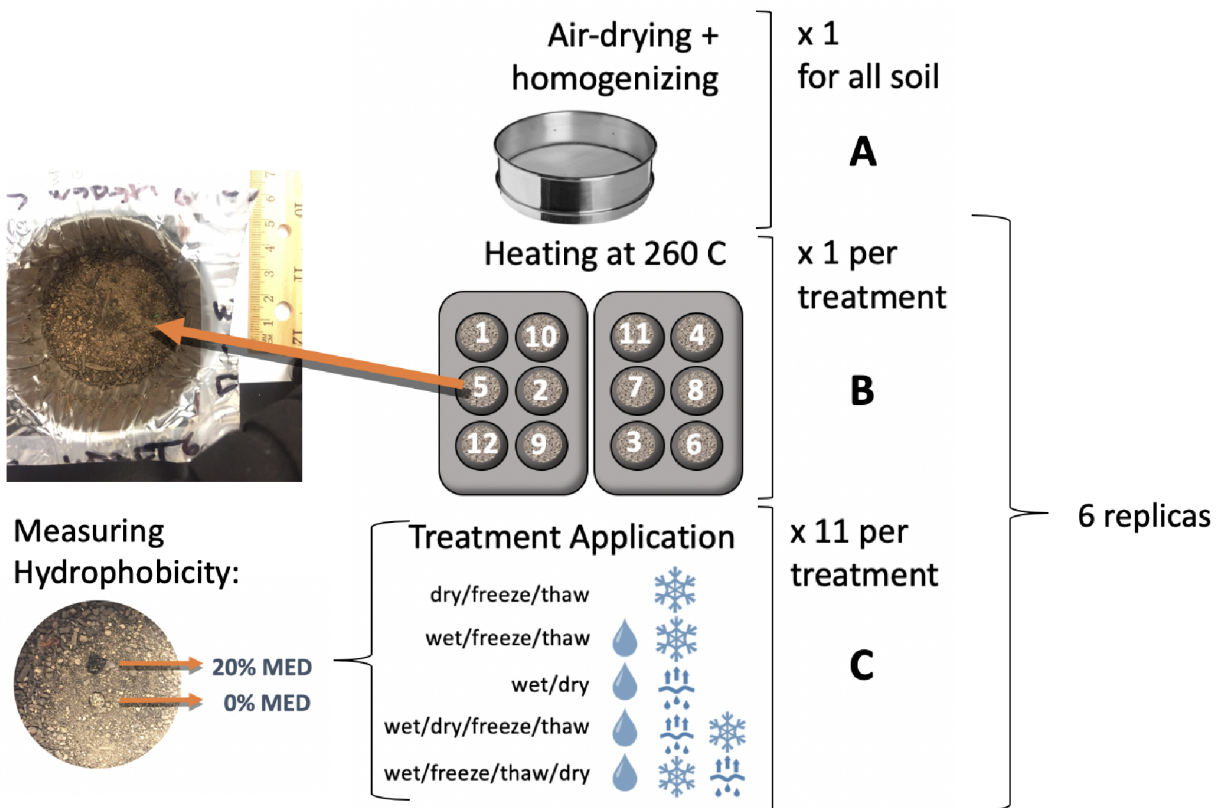 Air-drying +
homogenizing
x 1
for all soil
A
Heating at 260 C
x 1 per
treatment
B
1 10 11 4
5 2 7 8
12 9 3 6
6 replicas
Measuring
Hydrophobicity:
20% MED
0% MED
Treatment Application
dry/freeze/thaw
wet/freeze/thaw
wet/dry
wet/dry/freeze/thaw
wet/freeze/thaw/dry
x 11 per
treatment
C